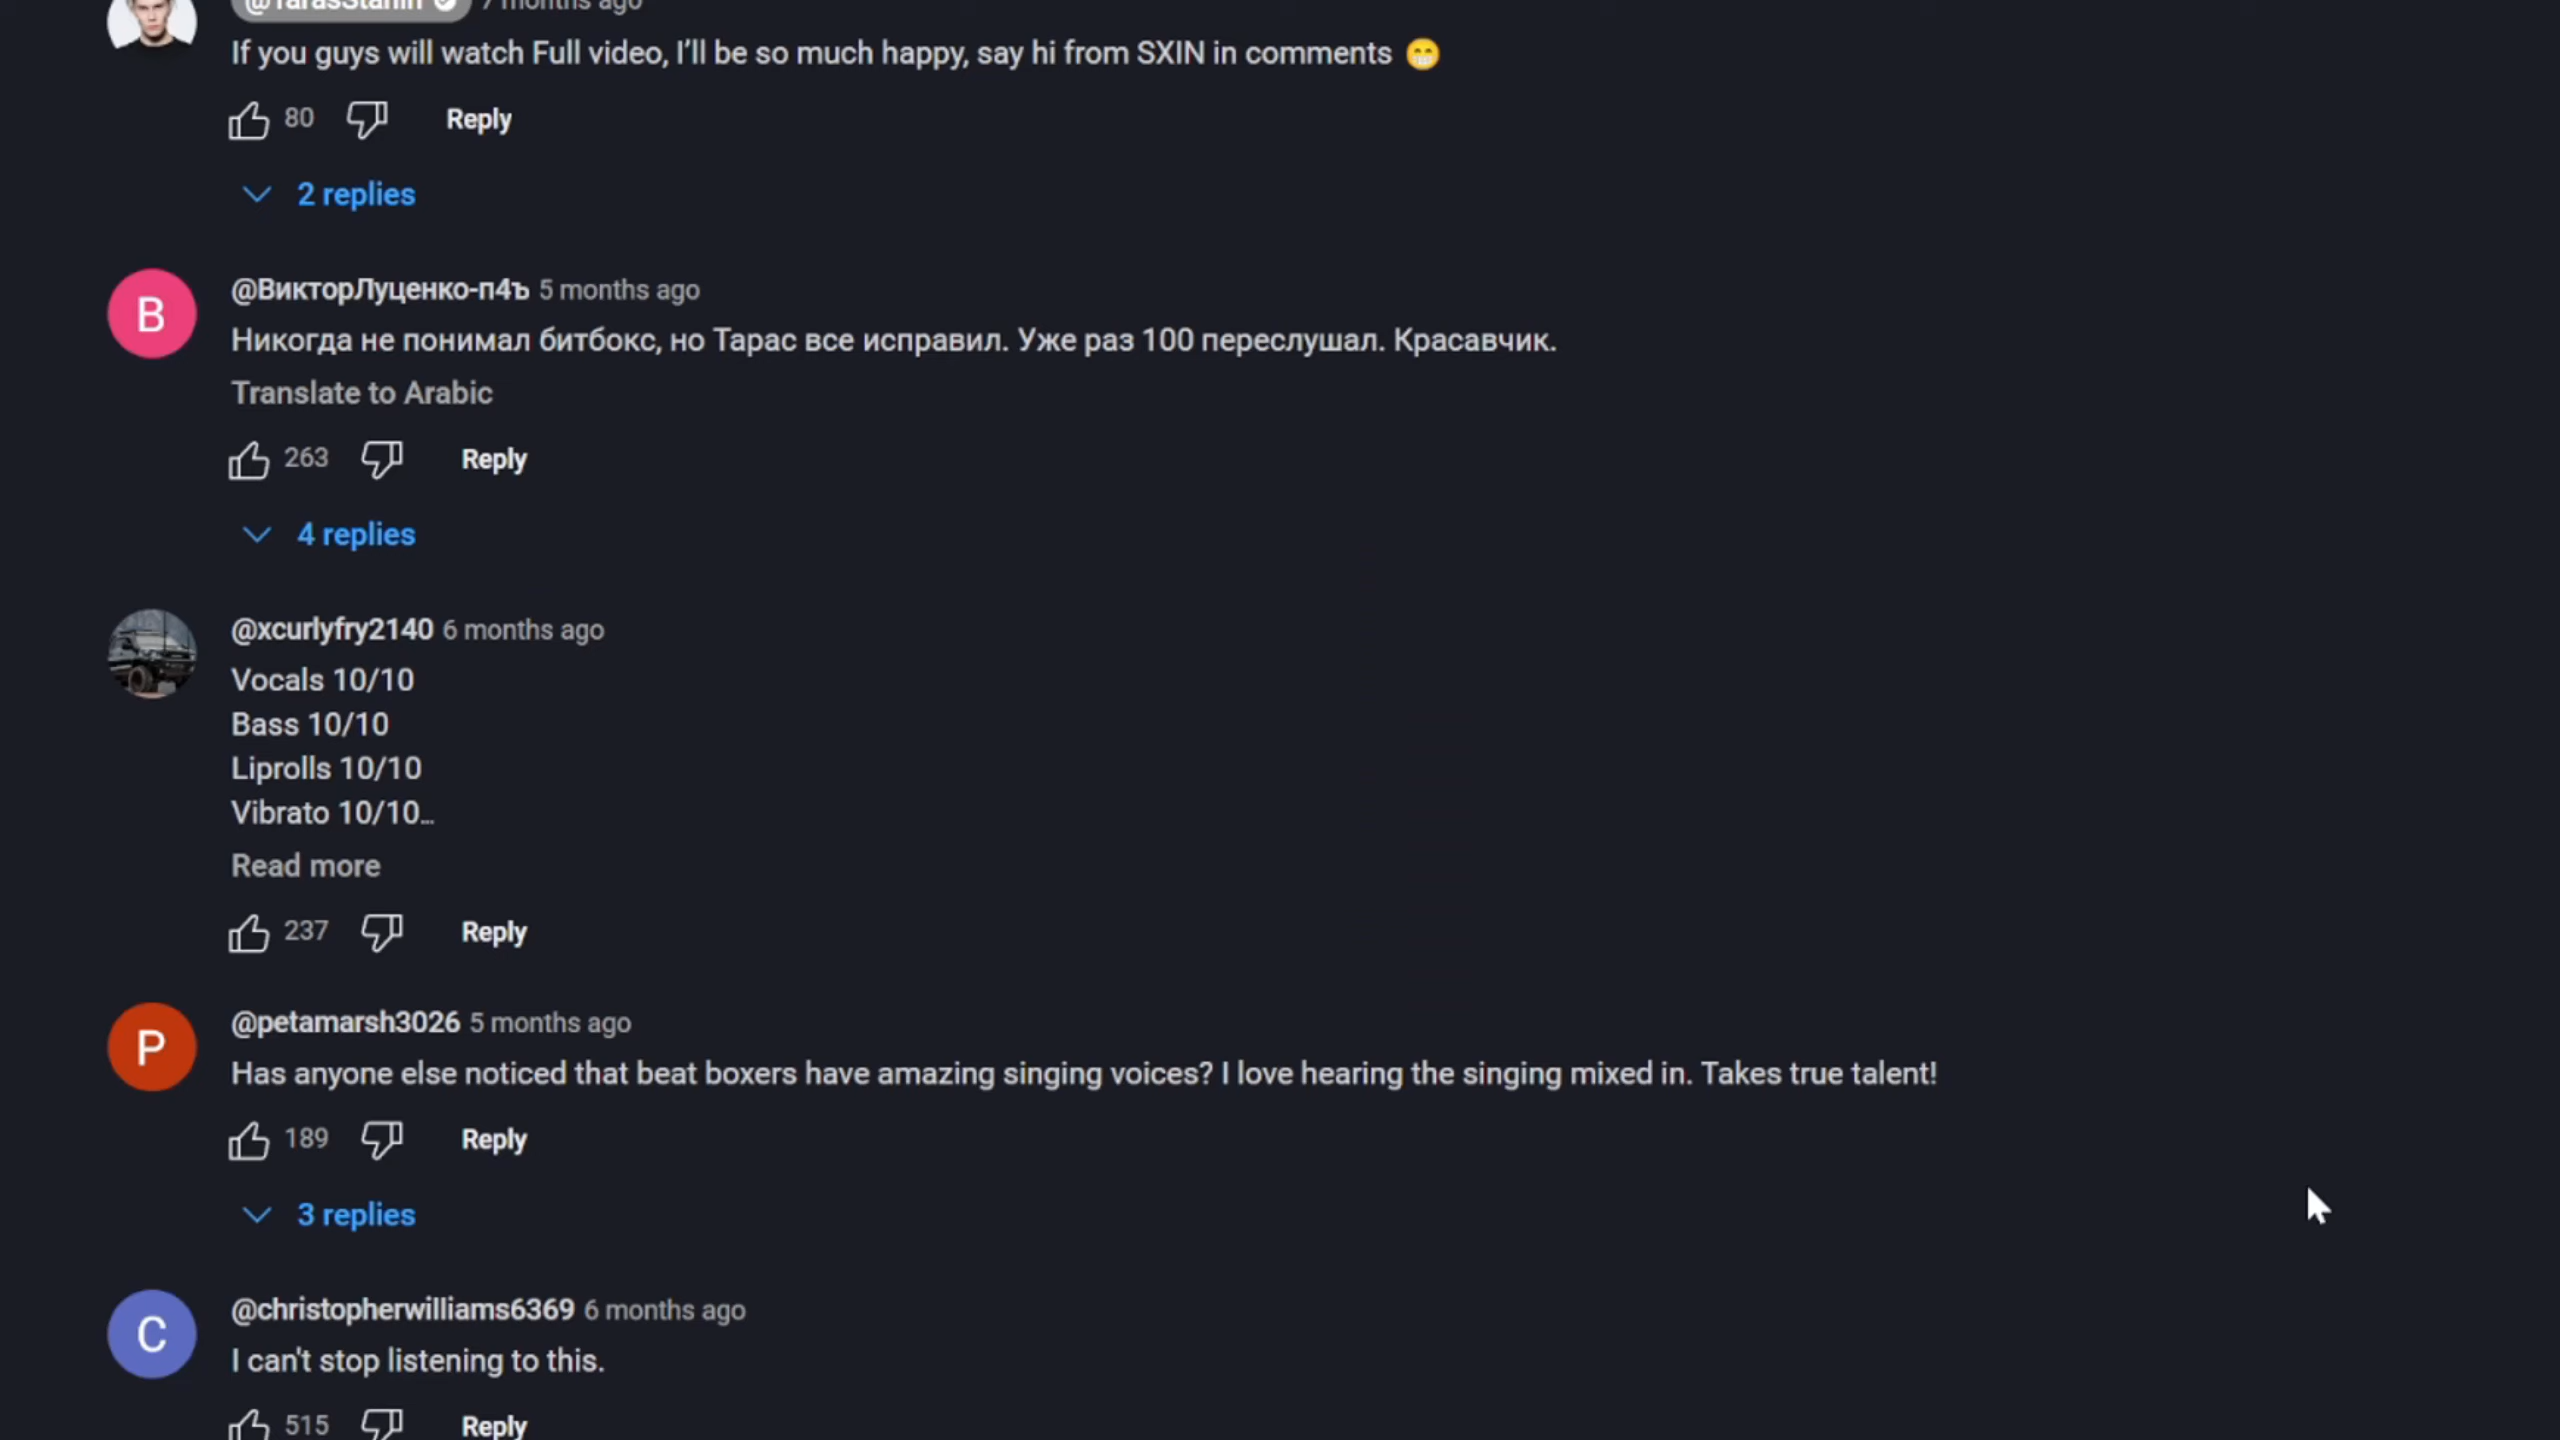 @TarasStanin 7 months ago
If you guys will watch Full video, I'll be so much happy, say hi from SXIN in comments 😁
80 Reply
2 replies
B
@ВикторЛуценко-п4ъ 5 months ago
Никогда не понимал битбокс, но Тарас все исправил. Уже раз 100 переслушал. Красавчик.
Translate to Arabic
263 Reply
4 replies
@xcurlyfry2140 6 months ago
Vocals 10/10
Bass 10/10
Liprolls 10/10
Vibrato 10/10...
Read more
237 Reply
P
@petamarsh3026 5 months ago
Has anyone else noticed that beat boxers have amazing singing voices? I love hearing the singing mixed in. Takes true talent!
189 Reply
3 replies
C
@christopherwilliams6369 6 months ago
I can't stop listening to this.
515 Reply